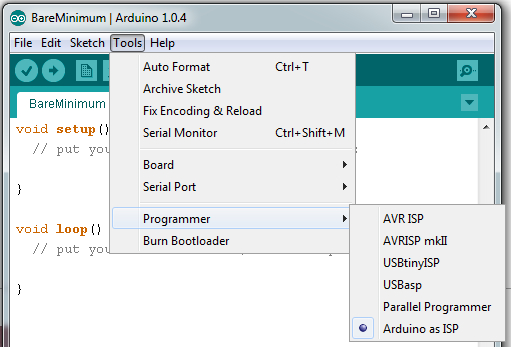 BareMinimum | Arduino 1.0.4
File Edit Sketch Tools Help
BareMinimum
Auto Format Ctrl+T
Archive Sketch
Fix Encoding & Reload
Serial Monitor Ctrl+Shift+M
Board
Serial Port
Programmer
Burn Bootloader
AVR ISP
AVRISP mkII
USBtinyISP
USBasp
Parallel Programmer
Arduino as ISP
void setup()
// put you
}
void loop()
// put you
}